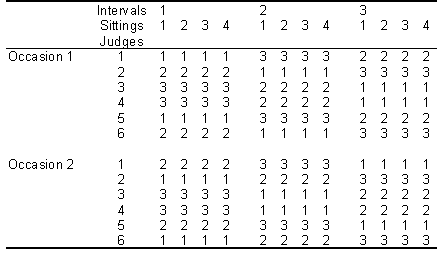 Intervals 1 2 3
Sittings 1 2 3 4 1 2 3 4 1 2 3 4
Judges
Occasion 1 1 1 1 1 1 3 3 3 3 2 2 2 2
2 2 2 2 2 1 1 1 1 3 3 3 3
3 3 3 3 3 2 2 2 2 1 1 1 1
4 3 3 3 3 2 2 2 2 1 1 1 1
5 1 1 1 1 3 3 3 3 2 2 2 2
6 2 2 2 2 1 1 1 1 3 3 3 3
Occasion 2 1 2 2 2 2 3 3 3 3 1 1 1 1
2 1 1 1 1 2 2 2 2 3 3 3 3
3 3 3 3 3 1 1 1 1 2 2 2 2
4 3 3 3 3 1 1 1 1 2 2 2 2
5 2 2 2 2 3 3 3 3 1 1 1 1
6 1 1 1 1 2 2 2 2 3 3 3 3